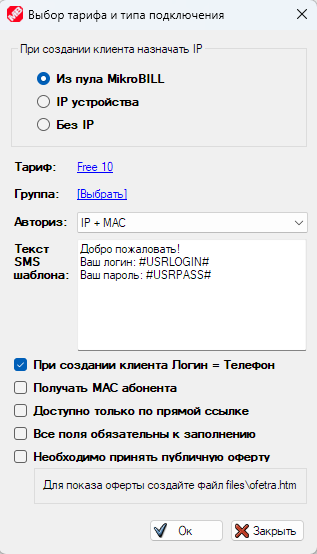 Выбор тарифа и типа подключения
При создании клиента назначать IP
Из пула MikroBILL
IP устройства
Без IP
Тариф: Free 10
Группа: [Выбрать]
Авториз: IP + MAC
Текст
SMS
шаблона:
Добро пожаловать!
Ваш логин: #USRLOGIN#
Ваш пароль: #USRPASS#
При создании клиента Логин = Телефон
Получать MAC абонента
Доступно только по прямой ссылке
Все поля обязательны к заполнению
Необходимо принять публичную оферту
Для показа оферты создайте файл files\ofetra.htm
Ок
Закрыть